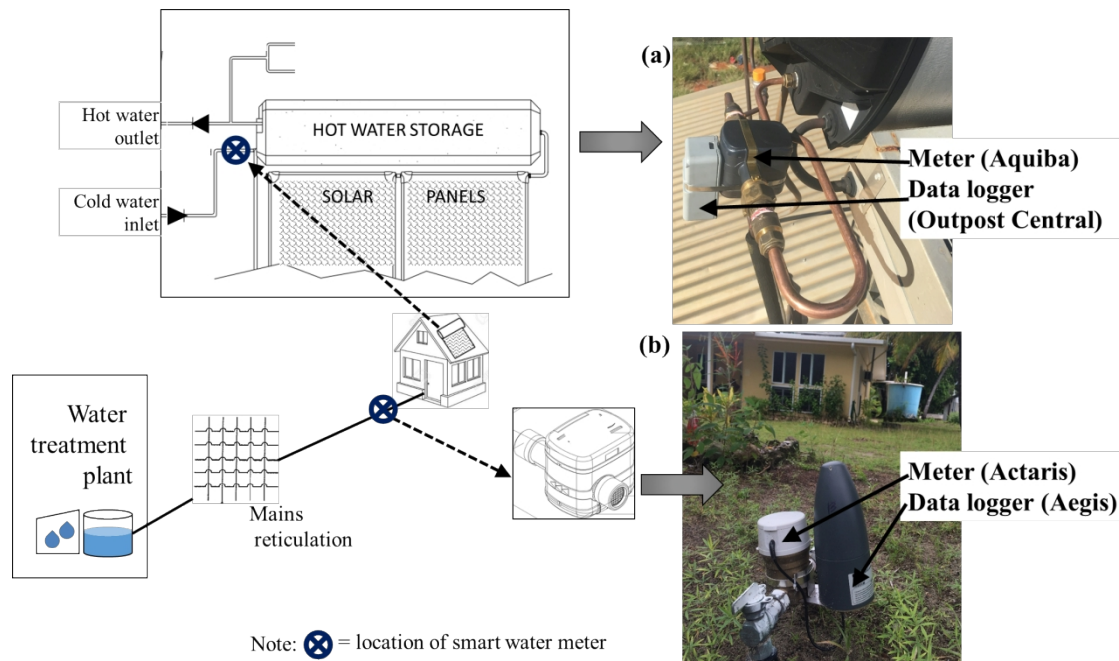 (a)
Hot water
outlet
HOT WATER STORAGE
Cold water
inlet
SOLAR
PANELS
Meter (Aquiba)
Data logger
(Outpost Central)
(b)
Water
treatment
plant
Mains
reticulation
Meter (Actaris)
Data logger (Aegis)
Note: = location of smart water meter